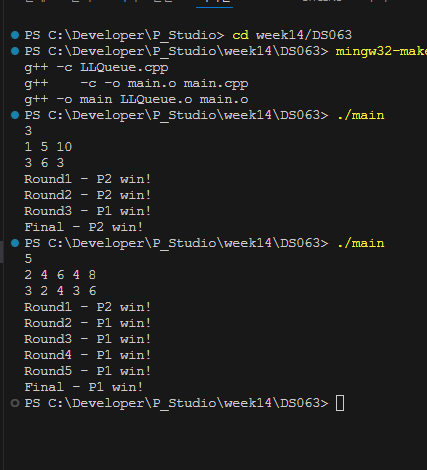 PS C:\Developer\P_Studio> cd week14/DS063
PS C:\Developer\P_Studio\week14\DS063> mingw32-make
g++ -c LLQueue.cpp
g++    -c -o main.o main.cpp
g++ -o main LLQueue.o main.o
PS C:\Developer\P_Studio\week14\DS063> ./main
3
1 5 10
3 6 3
Round1 - P2 win!
Round2 - P2 win!
Round3 - P1 win!
Final - P2 win!
PS C:\Developer\P_Studio\week14\DS063> ./main
5
2 4 6 4 8
3 2 4 3 6
Round1 - P2 win!
Round2 - P1 win!
Round3 - P1 win!
Round4 - P1 win!
Round5 - P1 win!
Final - P1 win!
PS C:\Developer\P_Studio\week14\DS063>